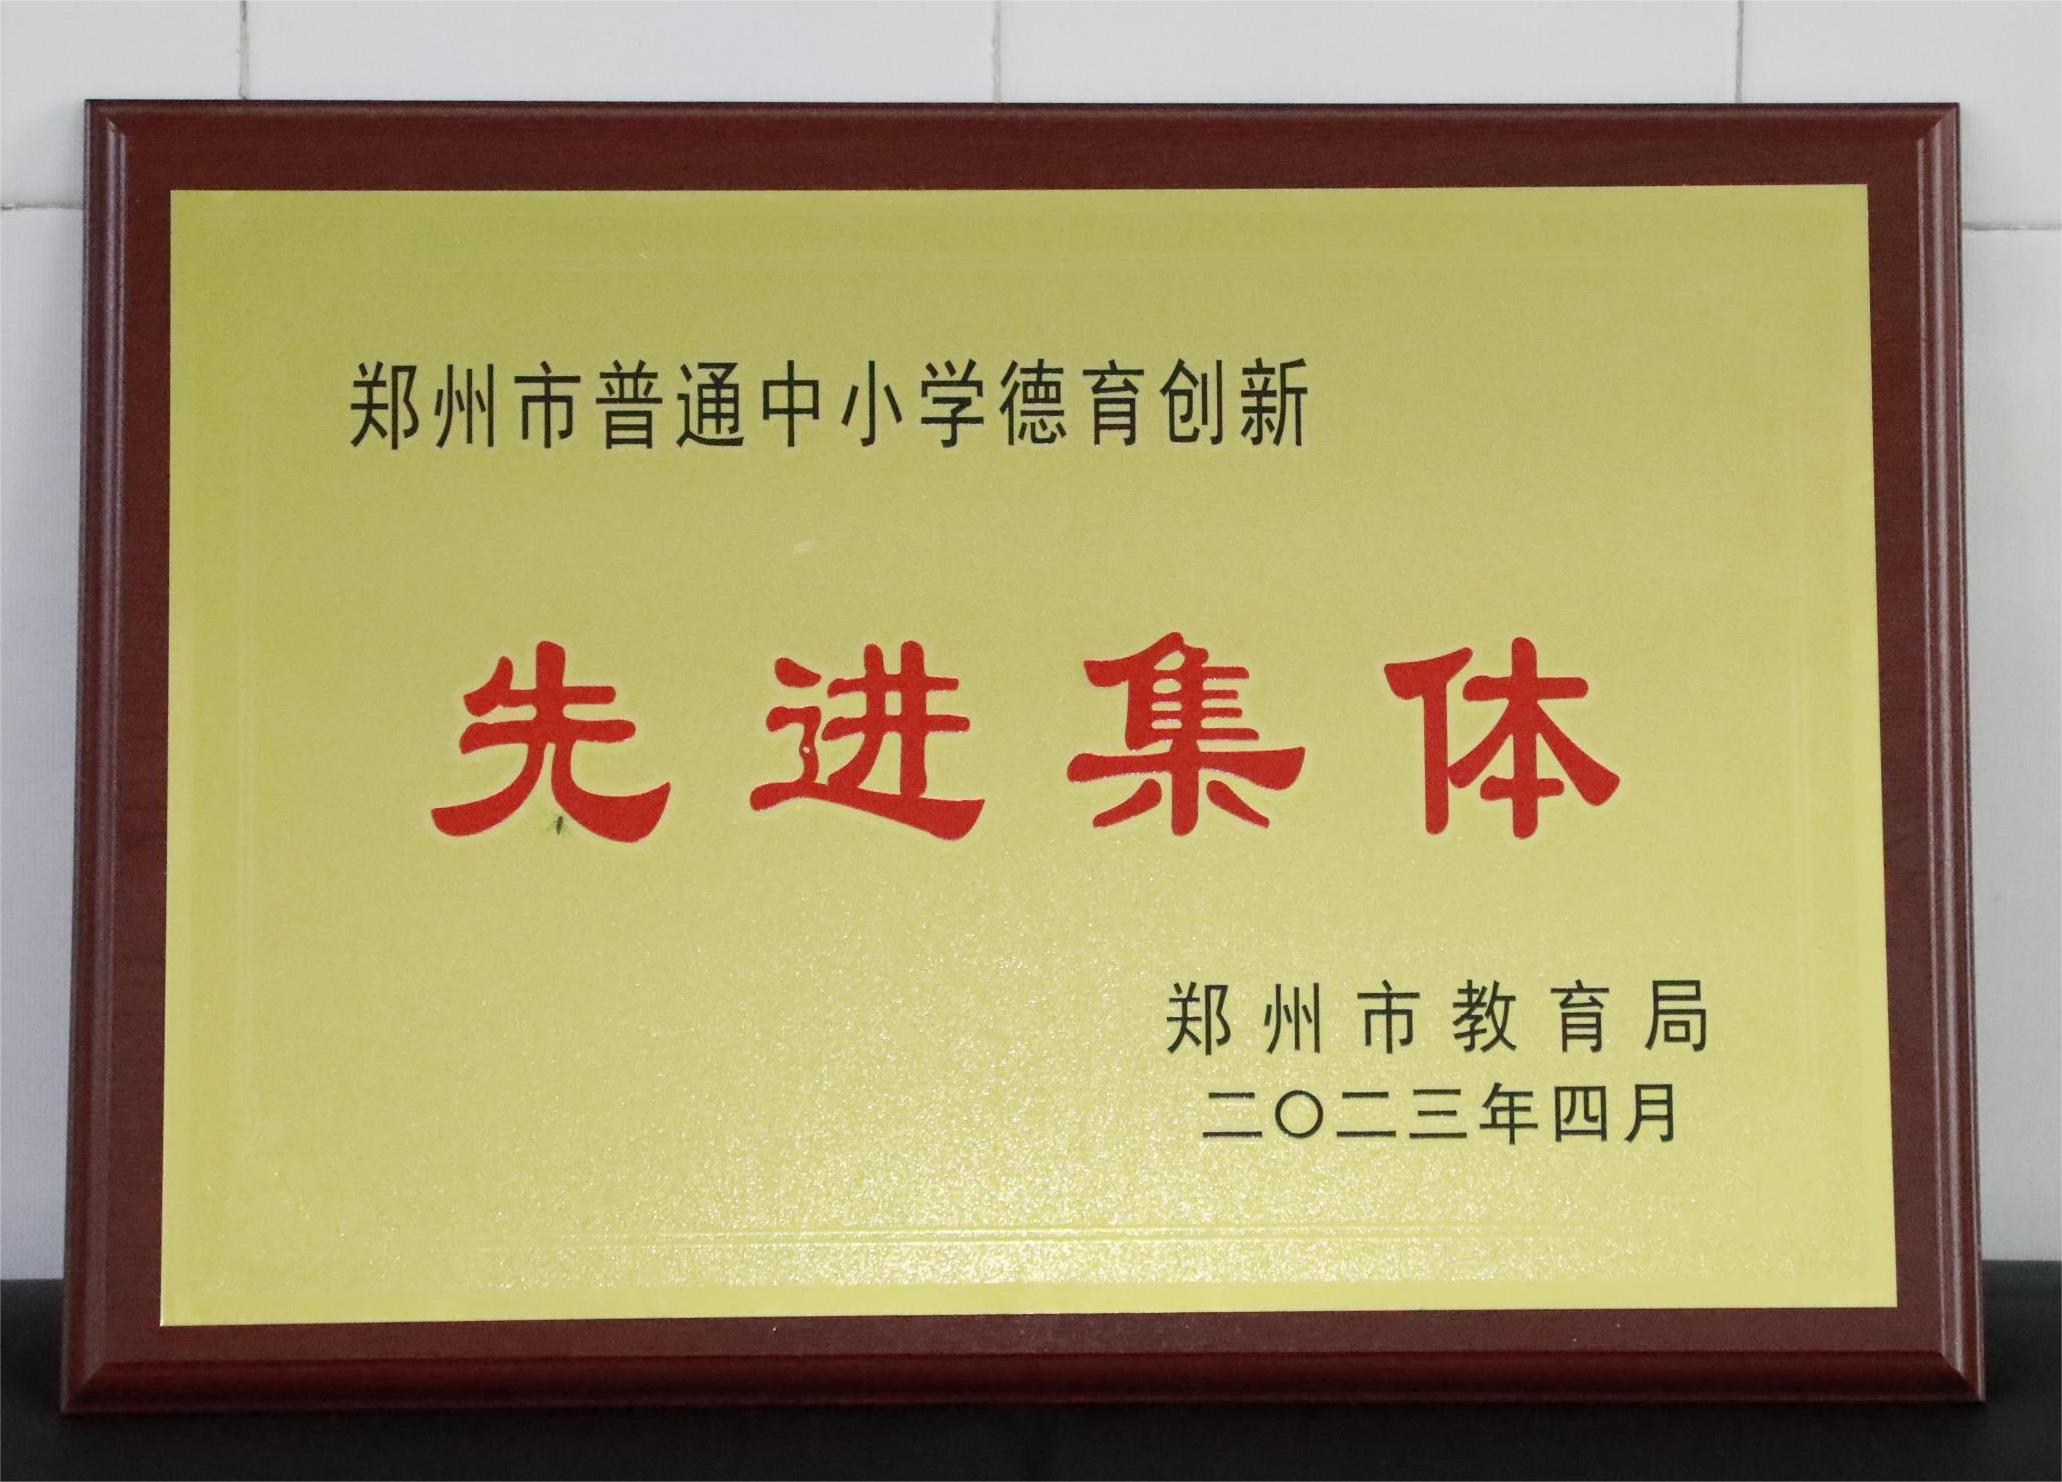 郑州市普通中小学德育创新
先进集体
郑州市教育局
二〇二三年四月